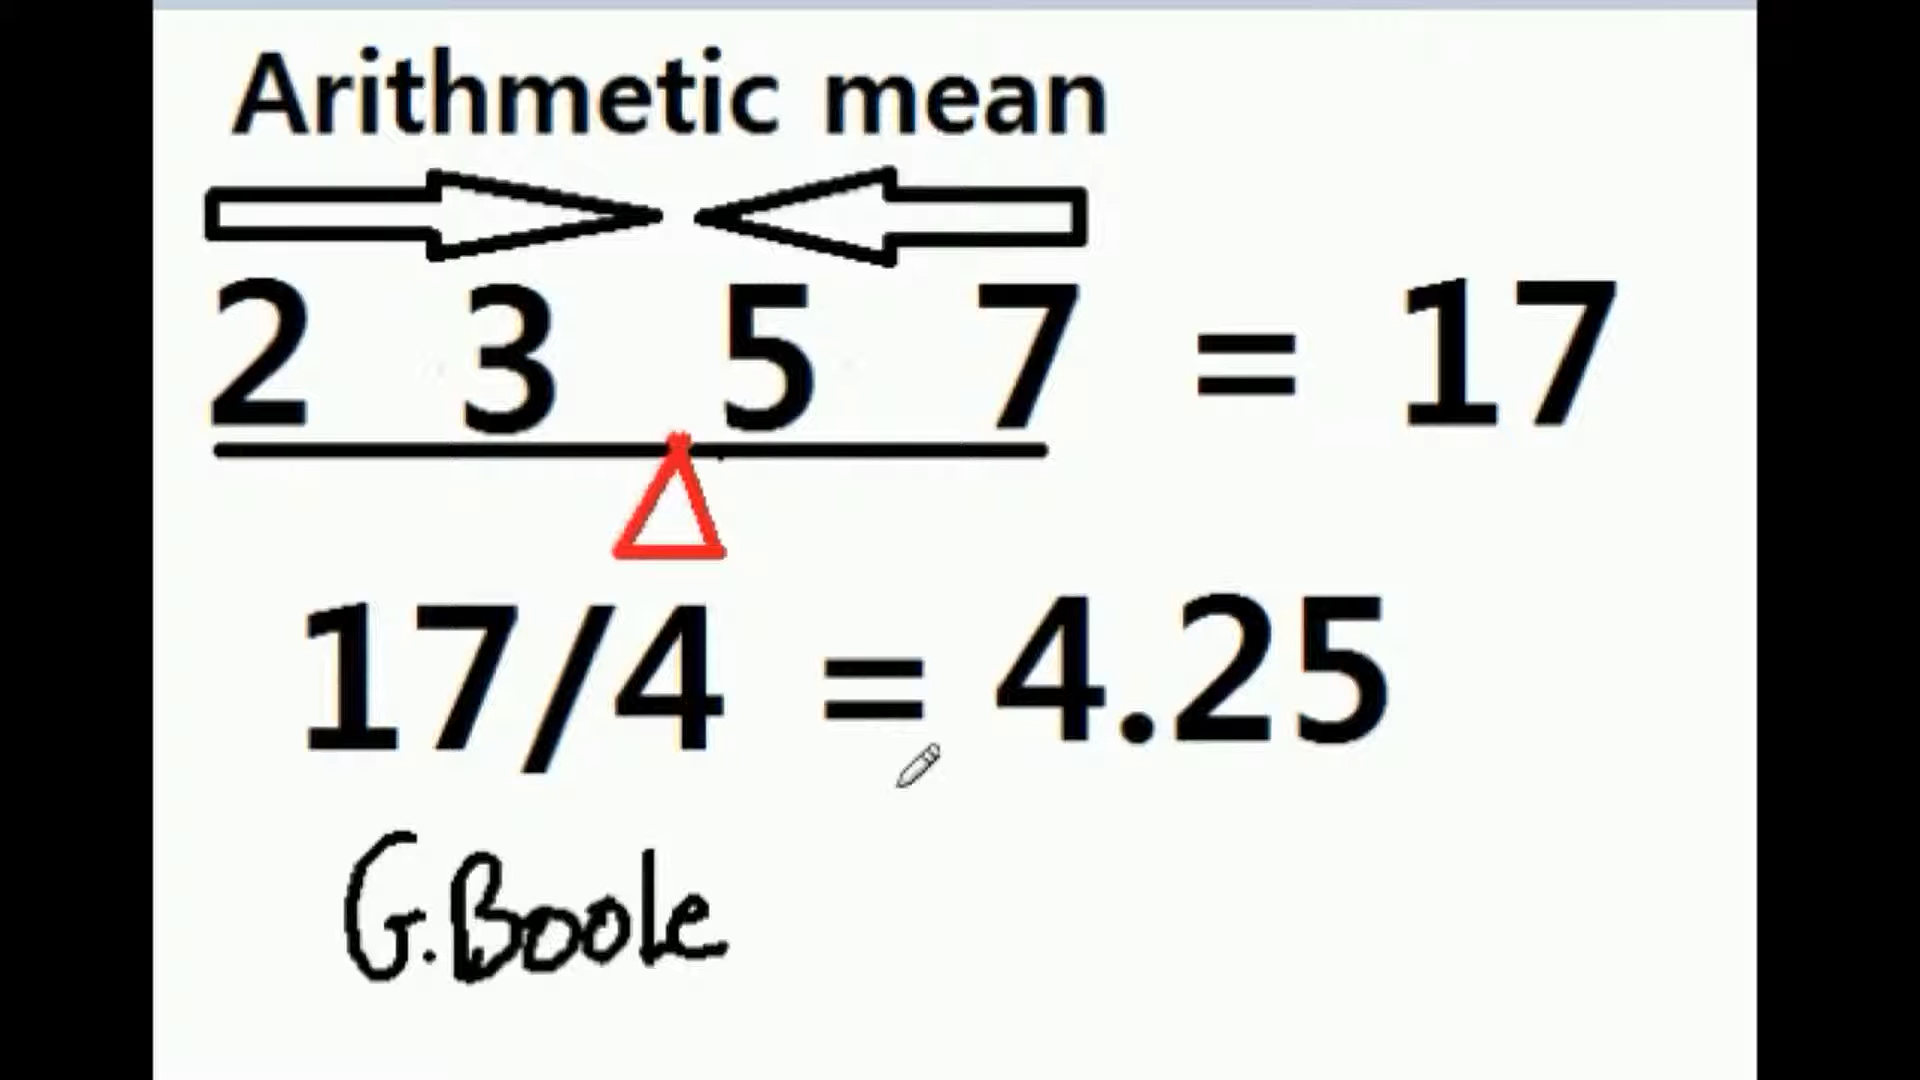 Arithmetic mean
2 3 5 7 = 17
17/4 = 4.25
G.Boole